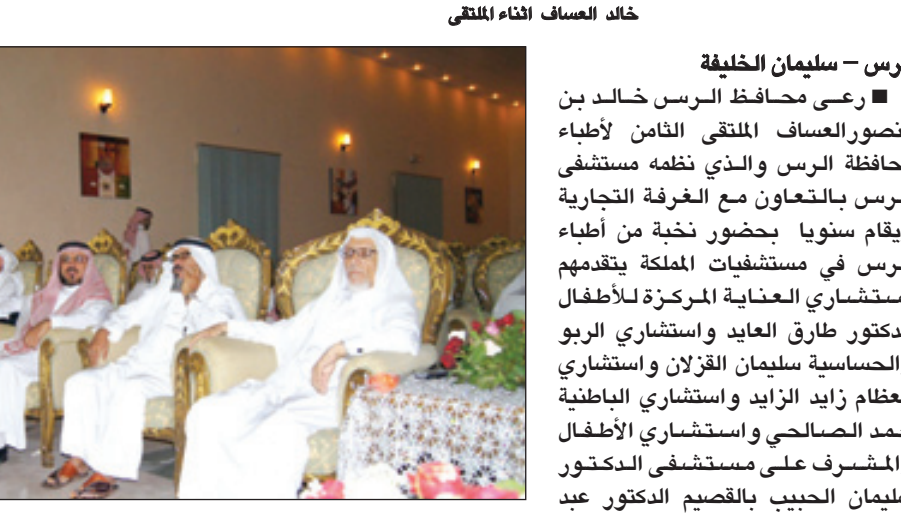 خالد العساف اثناء الملتقى
رس – سليمان الخليفة
■ رعى محافظ الرس خالد بن
نصورالعساف الملتقى الثامن لأطباء
حافظة الرس والذي نظمه مستشفى
رس بالتعاون مع الغرفة التجارية
يقام سنويا بحضور نخبة من أطباء
رس في مستشفيات المملكة يتقدمهم
ستشاري العناية المركزة للأطفال
دكتور طارق العايد واستشاري الربو
الحساسية سليمان القزلان واستشاري
عظام زايد الزايد واستشاري الباطنية
حمد الصالحي واستشاري الأطفال
المشرف على مستشفى الدكتور
ليمان الحبيب بالقصيم الدكتور عبد